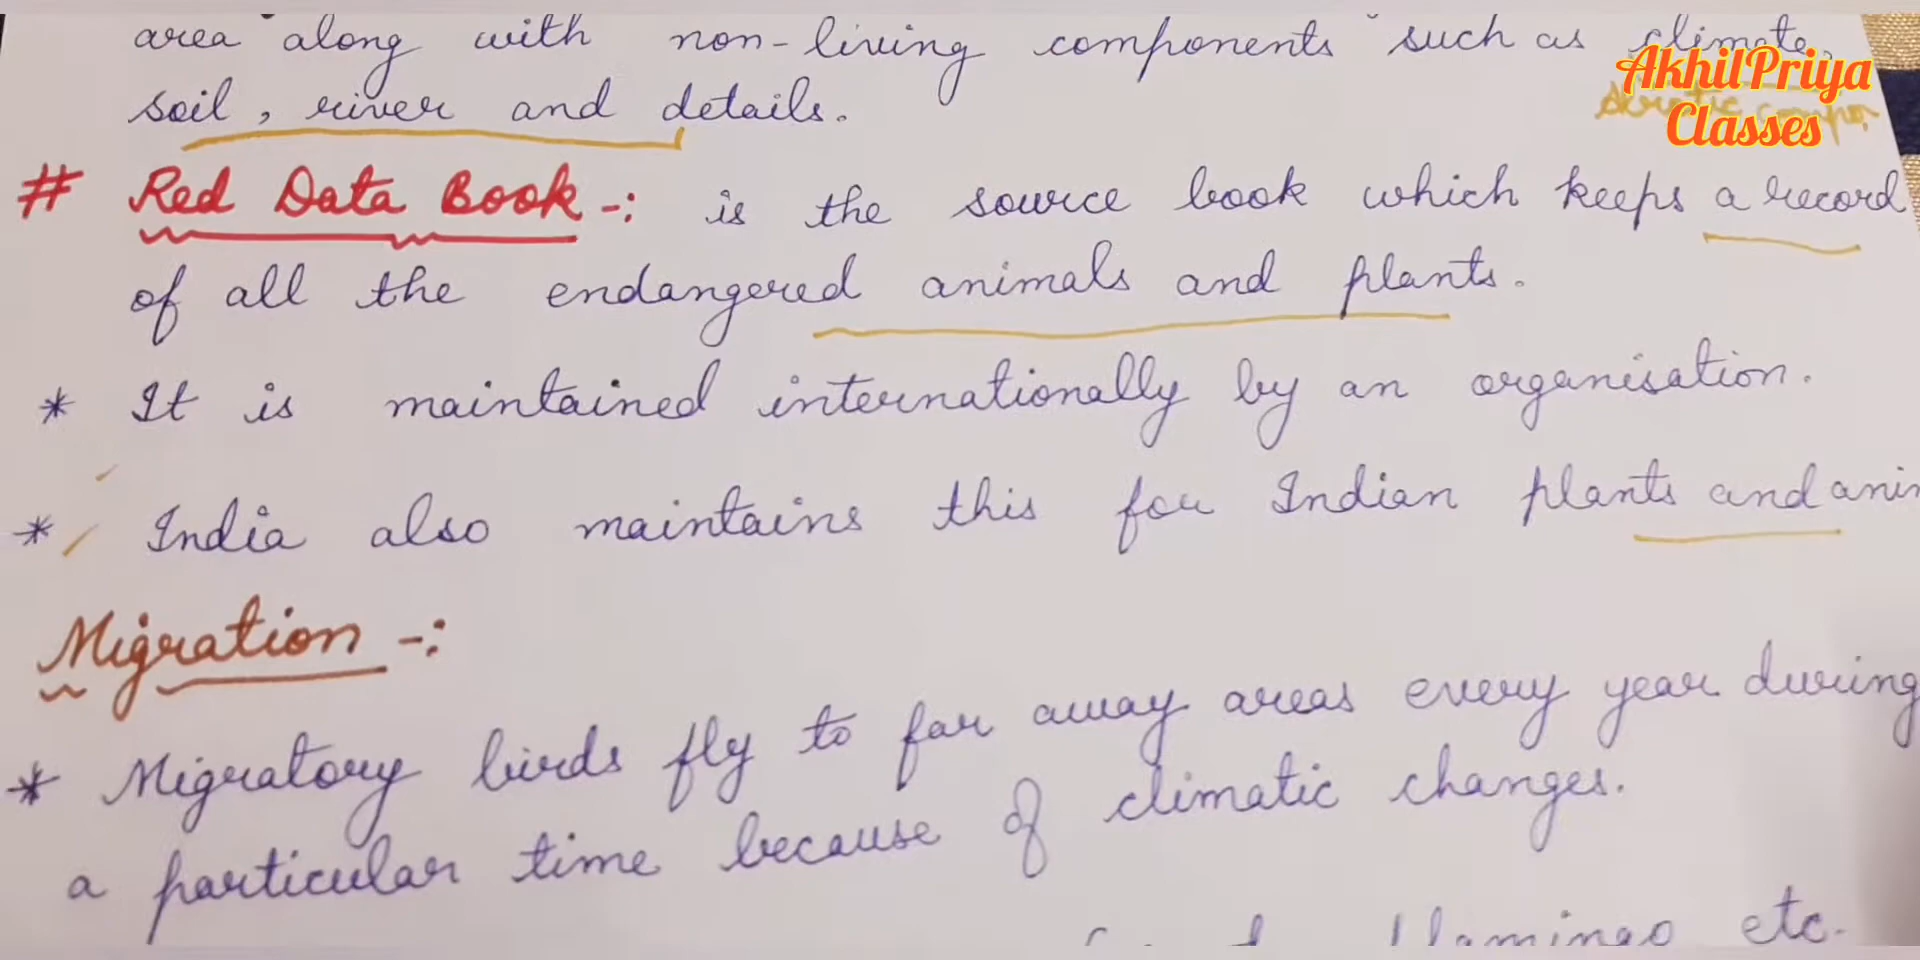 area along with non-living components such as climate,
soil, river and details.
AkhilPriya
Classes
# Red Data Book -: is the source book which keeps a record
of all the endangered animals and plants.
* It is maintained internationally by an organisation.
* India also maintains this for Indian plants and anim
Migration -:
* Migratory birds fly to far away areas every year during
a particular time because of climatic changes.
flamingo etc.